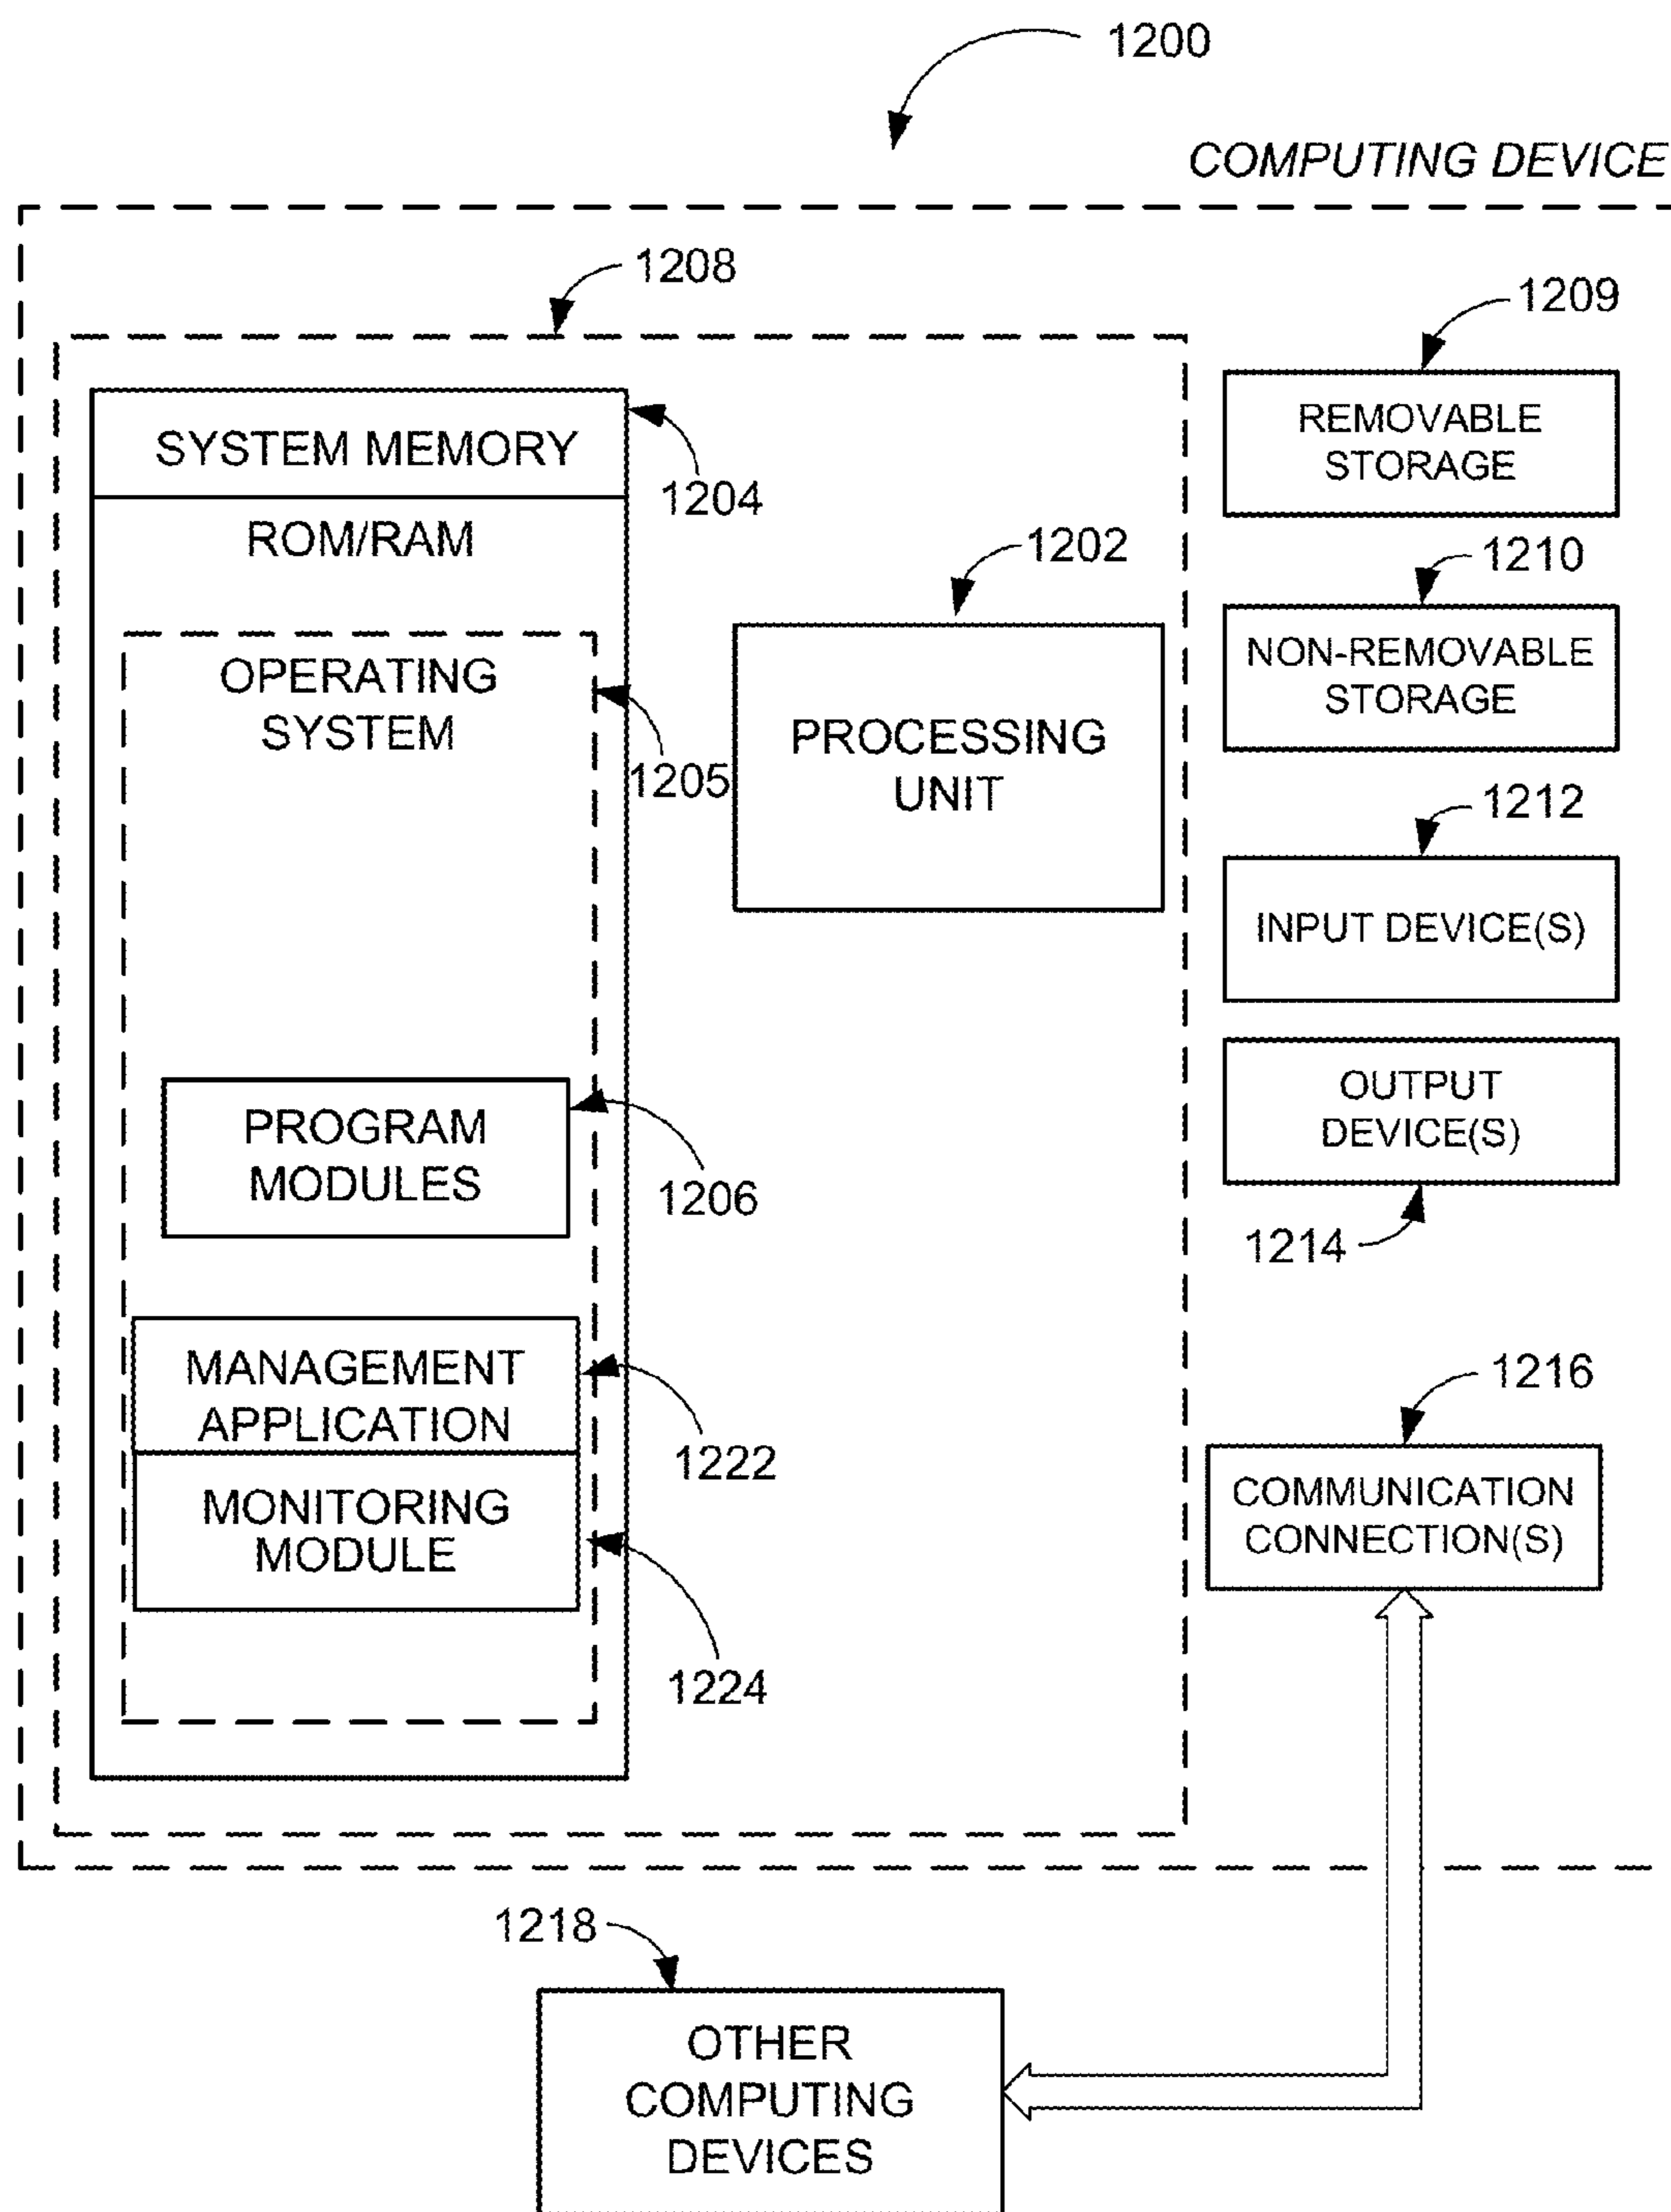 1200
COMPUTING DEVICE
1208
1209
SYSTEM MEMORY
1204
REMOVABLE
STORAGE
ROM/RAM
1202
1210
OPERATING
SYSTEM
1205
PROCESSING
UNIT
NON-REMOVABLE
STORAGE
1212
INPUT DEVICE(S)
OUTPUT
DEVICE(S)
1214
PROGRAM
MODULES
1206
MANAGEMENT
APPLICATION
1222
MONITORING
MODULE
1224
1216
COMMUNICATION
CONNECTION(S)
1218
OTHER
COMPUTING
DEVICES